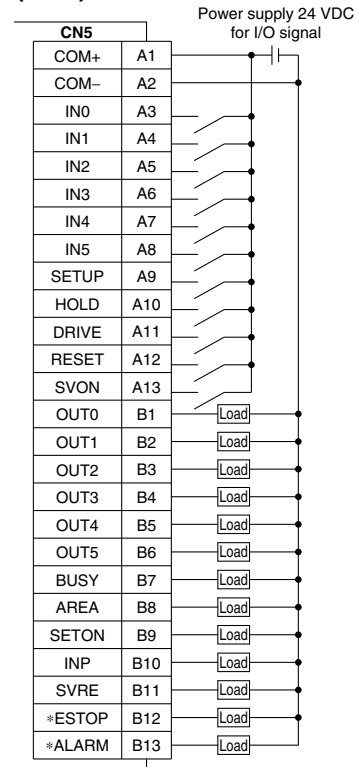 Power supply 24 VDC
for I/O signal
CN5
COM+ A1
COM− A2
IN0 A3
IN1 A4
IN2 A5
IN3 A6
IN4 A7
IN5 A8
SETUP A9
HOLD A10
DRIVE A11
RESET A12
SVON A13
OUT0 B1 Load
OUT1 B2 Load
OUT2 B3 Load
OUT3 B4 Load
OUT4 B5 Load
OUT5 B6 Load
BUSY B7 Load
AREA B8 Load
SETON B9 Load
INP B10 Load
SVRE B11 Load
*ESTOP B12 Load
*ALARM B13 Load